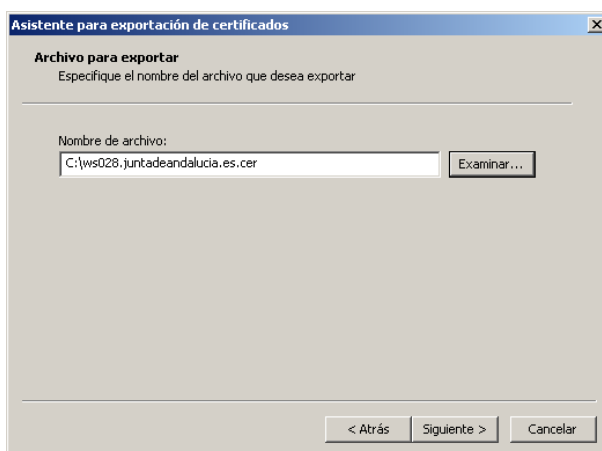 Asistente para exportación de certificados
Archivo para exportar
Especifique el nombre del archivo que desea exportar
Nombre de archivo:
C:\ws028.juntadeandalucia.es.cer
Examinar...
< Atrás
Siguiente >
Cancelar